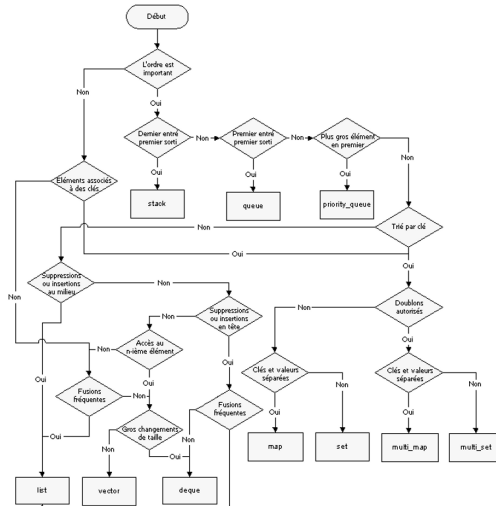 Début
L'ordre est
important
Non
Oui
Dernier entré
premier sorti
Non
Premier entré
premier sorti
Non
Plus gros élément
en premier
Non
Oui
Oui
Oui
Eléments associés
à des clés
stack
queue
priority_queue
Trié par clé
Non
Oui
Oui
Suppressions
ou insertions
au milieu
Non
Suppressions
ou insertions
en tête
Doublons
autorisés
Non
Non
Non
Oui
Non
Accès au
n-ième élément
Oui
Oui
Oui
Clés et valeurs
séparées
Non
Clés et valeurs
séparées
Non
Fusions
fréquentes
Non
Fusions
fréquentes
Oui
Oui
Gros changements
de taille
Oui
Non
Oui
Non
map
set
multi_map
multi_set
list
vector
deque